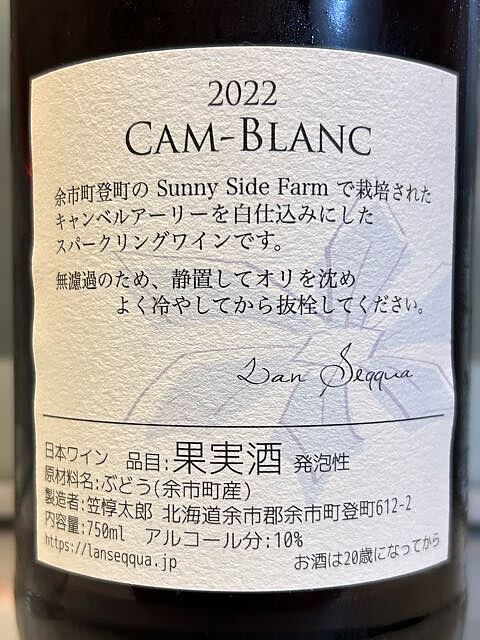 2022
CAM-BLANC
余市町登町の Sunny Side Farm で栽培された
キャンベルアーリーを白仕込みにした
スパークリングワインです。
無濾過のため、静置してオリを沈め
よく冷やしてから抜栓してください。
Lan Seqqua
日本ワイン 品目:果実酒 発泡性
原材料名:ぶどう(余市町産)
製造者:笠惇太郎 北海道余市郡余市町登町612-2
内容量:750ml アルコール分:10%
https://lanseqqua.jp お酒は20歳になってから